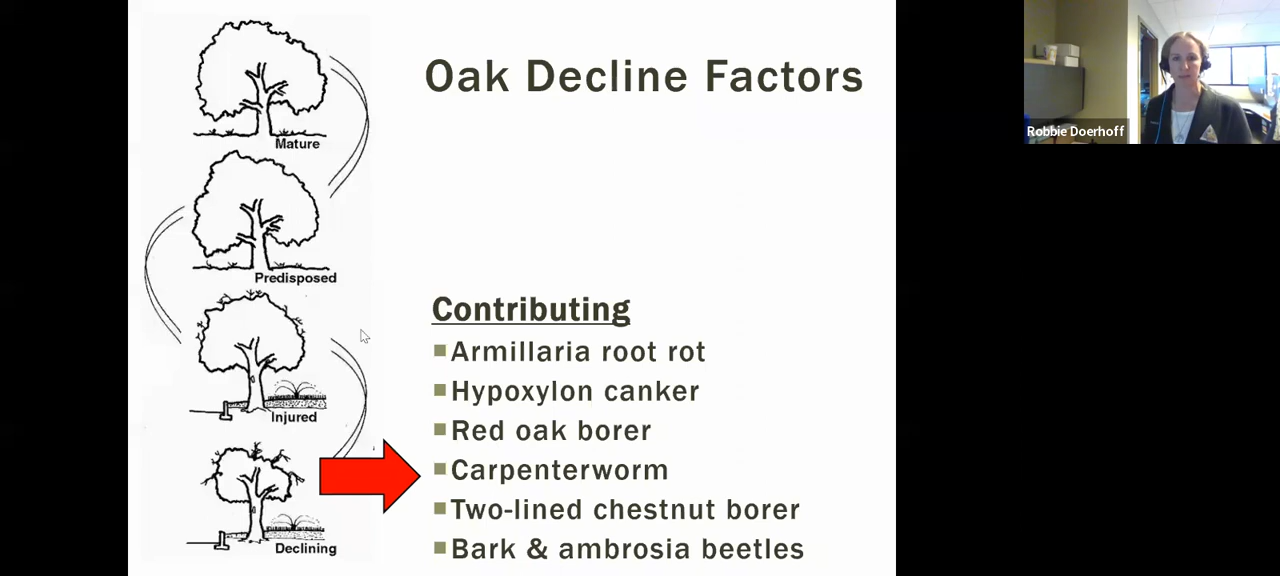 Oak Decline Factors
Mature
Predisposed
Injured
Declining
Contributing
Armillaria root rot
Hypoxylon canker
Red oak borer
Carpenterworm
Two-lined chestnut borer
Bark & ambrosia beetles
Robbie Doerhoff